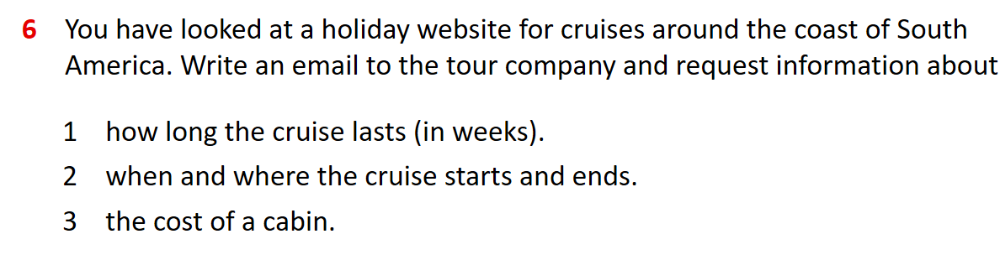 6 You have looked at a holiday website for cruises around the coast of South
America. Write an email to the tour company and request information about
1 how long the cruise lasts (in weeks).
2 when and where the cruise starts and ends.
3 the cost of a cabin.